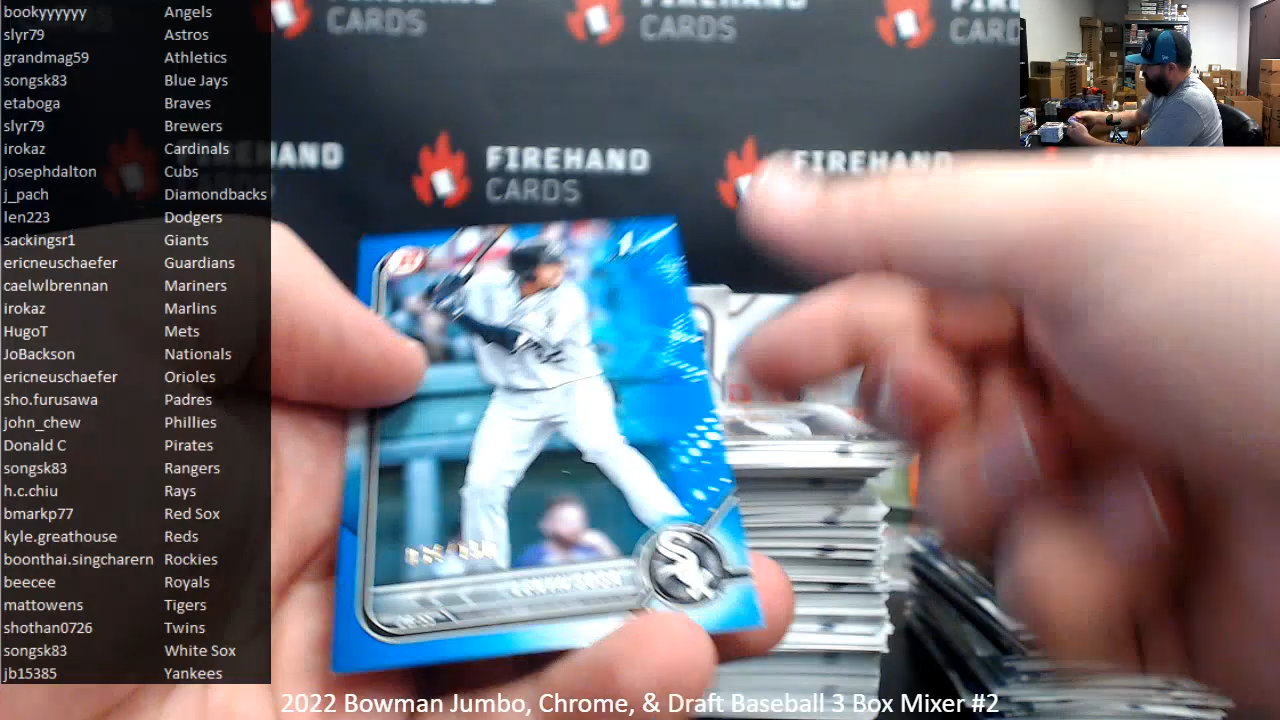 bookyyyyyy Angels
slyr79 Astros
grandmag59 Athletics
songsk83 Blue Jays
etaboga Braves
slyr79 Brewers
irokaz Cardinals
josephdalton Cubs
j_pach Diamondbacks
len223 Dodgers
sackingsr1 Giants
ericneuschaefer Guardians
caelwlbrennan Mariners
irokaz Marlins
HugoT Mets
JoBackson Nationals
ericneuschaefer Orioles
sho.furusawa Padres
john_chew Phillies
Donald C Pirates
songsk83 Rangers
h.c.chiu Rays
bmarkp77 Red Sox
kyle.greathouse Reds
boonthai.singcharern Rockies
beecee Royals
mattowens Tigers
shothan0726 Twins
songsk83 White Sox
jb15385 Yankees
CARDS
CARDS
FIREHAND
CARDS
FIREHAND
1st
SOX
2022 Bowman Jumbo, Chrome, & Draft Baseball 3 Box Mixer #2